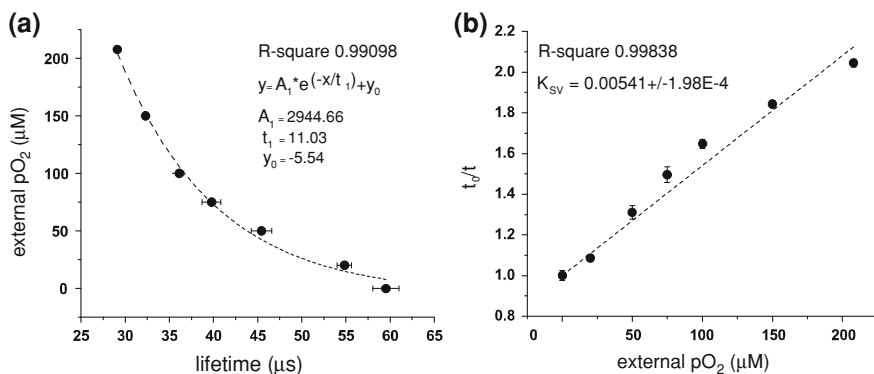 (a)
R-square 0.99098
y=A₁*e^(-x/t₁)+y₀
A₁ = 2944.66
t₁ = 11.03
y₀ = -5.54
200
150
100
50
0
external pO₂ (μM)
25 30 35 40 45 50 55 60 65
lifetime (μs)
(b)
R-square 0.99838
K_SV = 0.00541+/-1.98E-4
2.2
2.0
1.8
1.6
1.4
1.2
1.0
0.8
t₀/t
0 50 100 150 200
external pO₂ (μM)